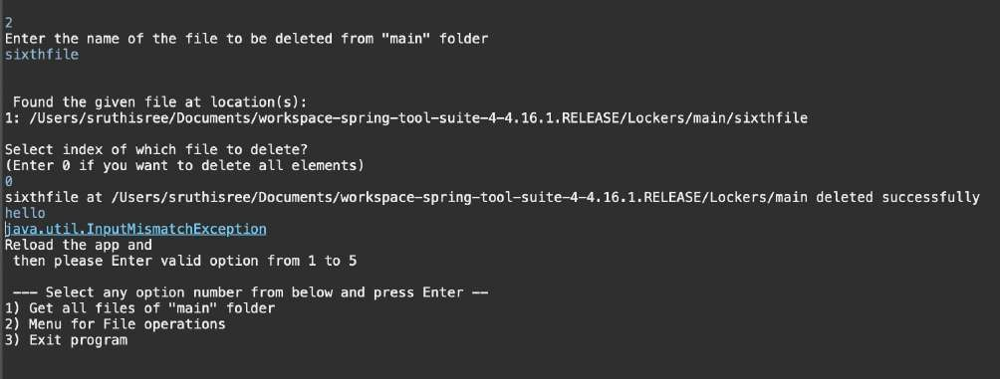 2
Enter the name of the file to be deleted from "main" folder
sixthfile
Found the given file at location(s):
1: /Users/sruthisree/Documents/workspace-spring-tool-suite-4-4.16.1.RELEASE/Lockers/main/sixthfile
Select index of which file to delete?
(Enter 0 if you want to delete all elements)
0
sixthfile at /Users/sruthisree/Documents/workspace-spring-tool-suite-4-4.16.1.RELEASE/Lockers/main deleted successfully
hello
java.util.InputMismatchException
Reload the app and
then please Enter valid option from 1 to 5
--- Select any option number from below and press Enter --
1) Get all files of "main" folder
2) Menu for File operations
3) Exit program